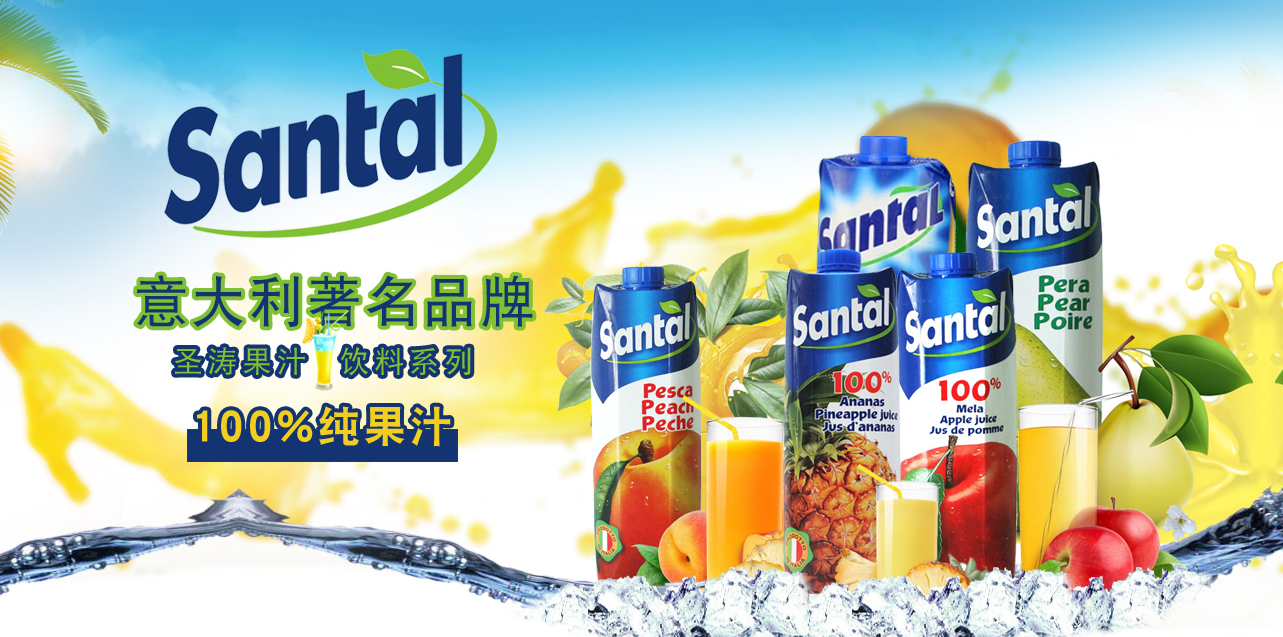 Santal
意大利著名品牌
圣涛果汁 饮料系列
100%纯果汁
Santal
Santal
Pera
Pear
Poire
Santal
Pesca
Peach
Peche
Santal
100%
Ananas
Pineapple juice
Jus d'ananas
Santal
100%
Mela
Apple juice
Jus de pomme